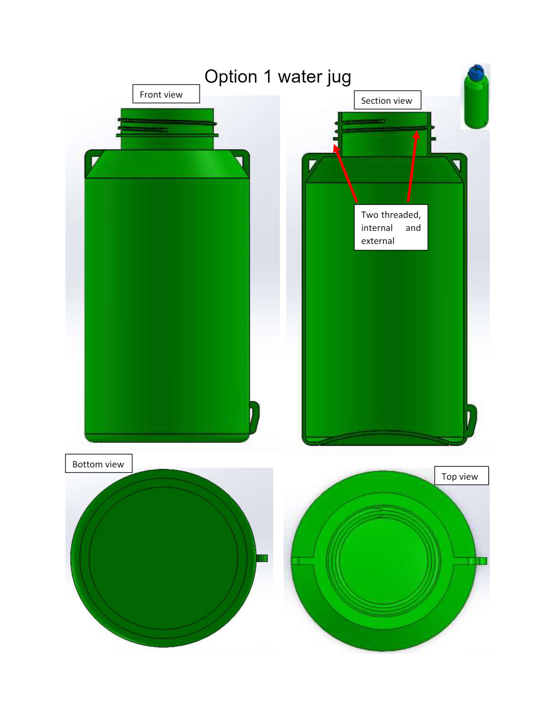 Option 1 water jug
Front view
Section view
Two threaded,
internal and
external
Bottom view
Top view